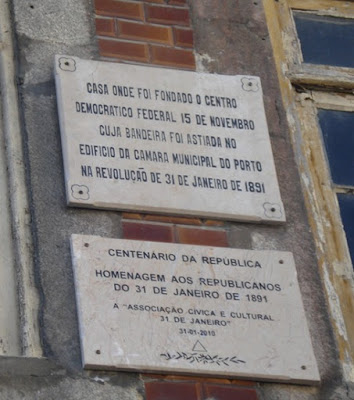 CASA ONDE FOI FUNDADO O CENTRO
DEMOCRATICO FEDERAL 15 DE NOVEMBRO
CUJA BANDEIRA FOI ASTIADA NO
EDIFICIO DA CAMARA MUNICIPAL DO PORTO
NA REVOLUÇÃO DE 31 DE JANEIRO DE 1891
CENTENARIO DA REPÚBLICA
HOMENAGEM AOS REPUBLICANOS
DO 31 DE JANEIRO DE 1891
A "ASSOCIAÇÃO CÍVICA E CULTURAL
31 DE JANEIRO"
31-01-2010